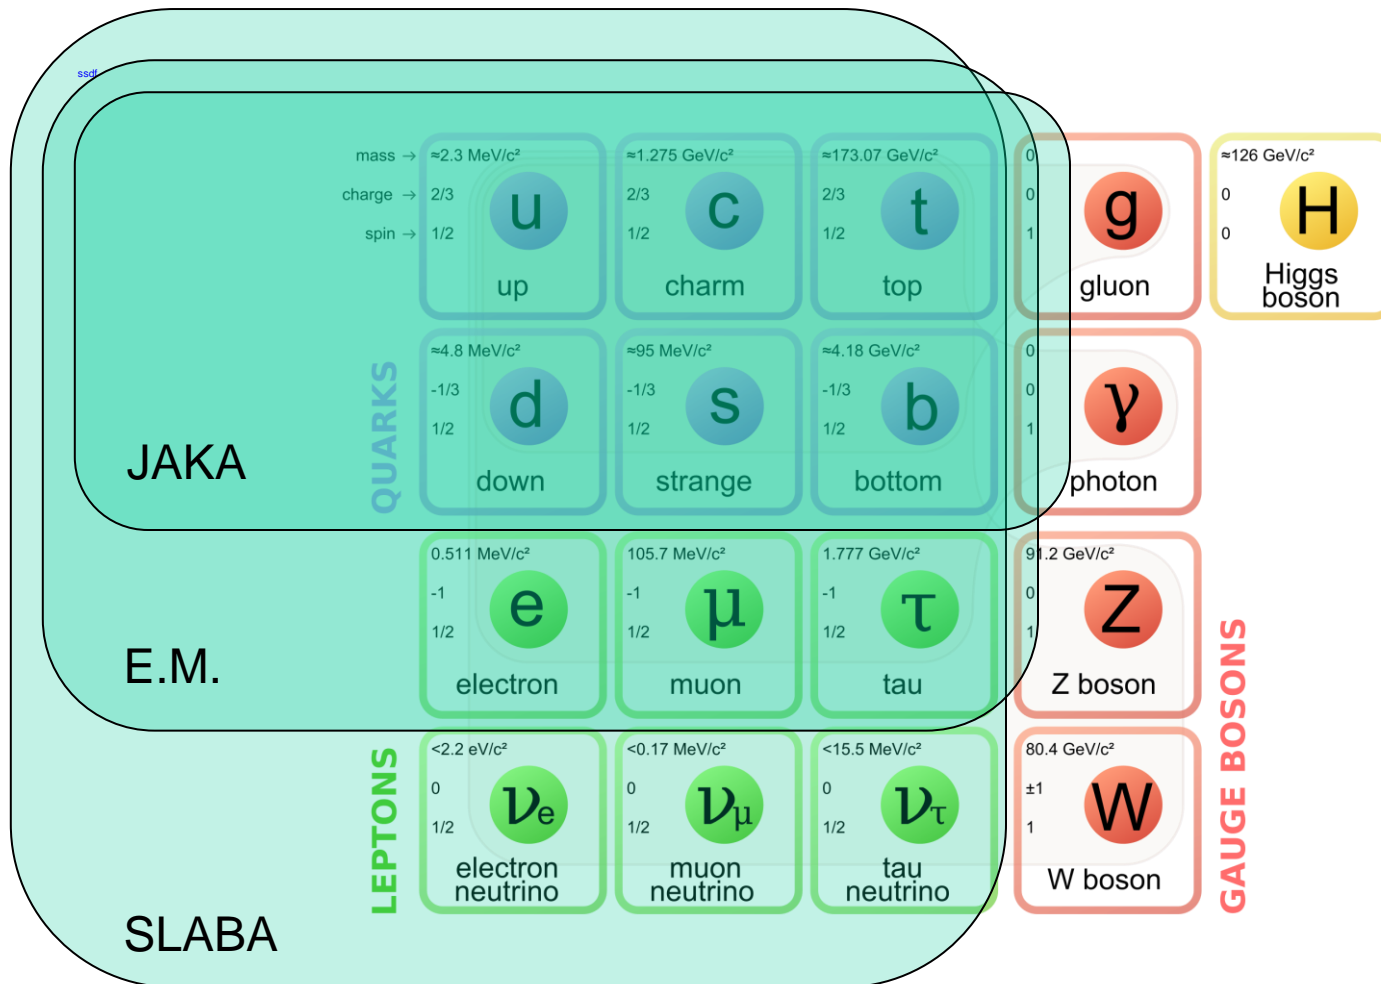 ssdf
mass → ≈2.3 MeV/c² ≈1.275 GeV/c² ≈173.07 GeV/c² 0 ≈126 GeV/c²
charge → 2/3 2/3 2/3 0 0
spin → 1/2 1/2 1/2 1 0
u c t g H
up charm top gluon Higgs
boson
QUARKS
≈4.8 MeV/c² ≈95 MeV/c² ≈4.18 GeV/c² 0
-1/3 -1/3 -1/3 0
1/2 1/2 1/2 1
d s b γ
down strange bottom photon
JAKA
0.511 MeV/c² 105.7 MeV/c² 1.777 GeV/c² 91.2 GeV/c²
-1 -1 -1 0
1/2 1/2 1/2 1
e μ τ Z
electron muon tau Z boson
E.M.
LEPTONS
<2.2 eV/c² <0.17 MeV/c² <15.5 MeV/c² 80.4 GeV/c²
0 0 0 ±1
1/2 1/2 1/2 1
νe νμ ντ W
electron muon tau W boson
neutrino neutrino neutrino
GAUGE BOSONS
SLABA